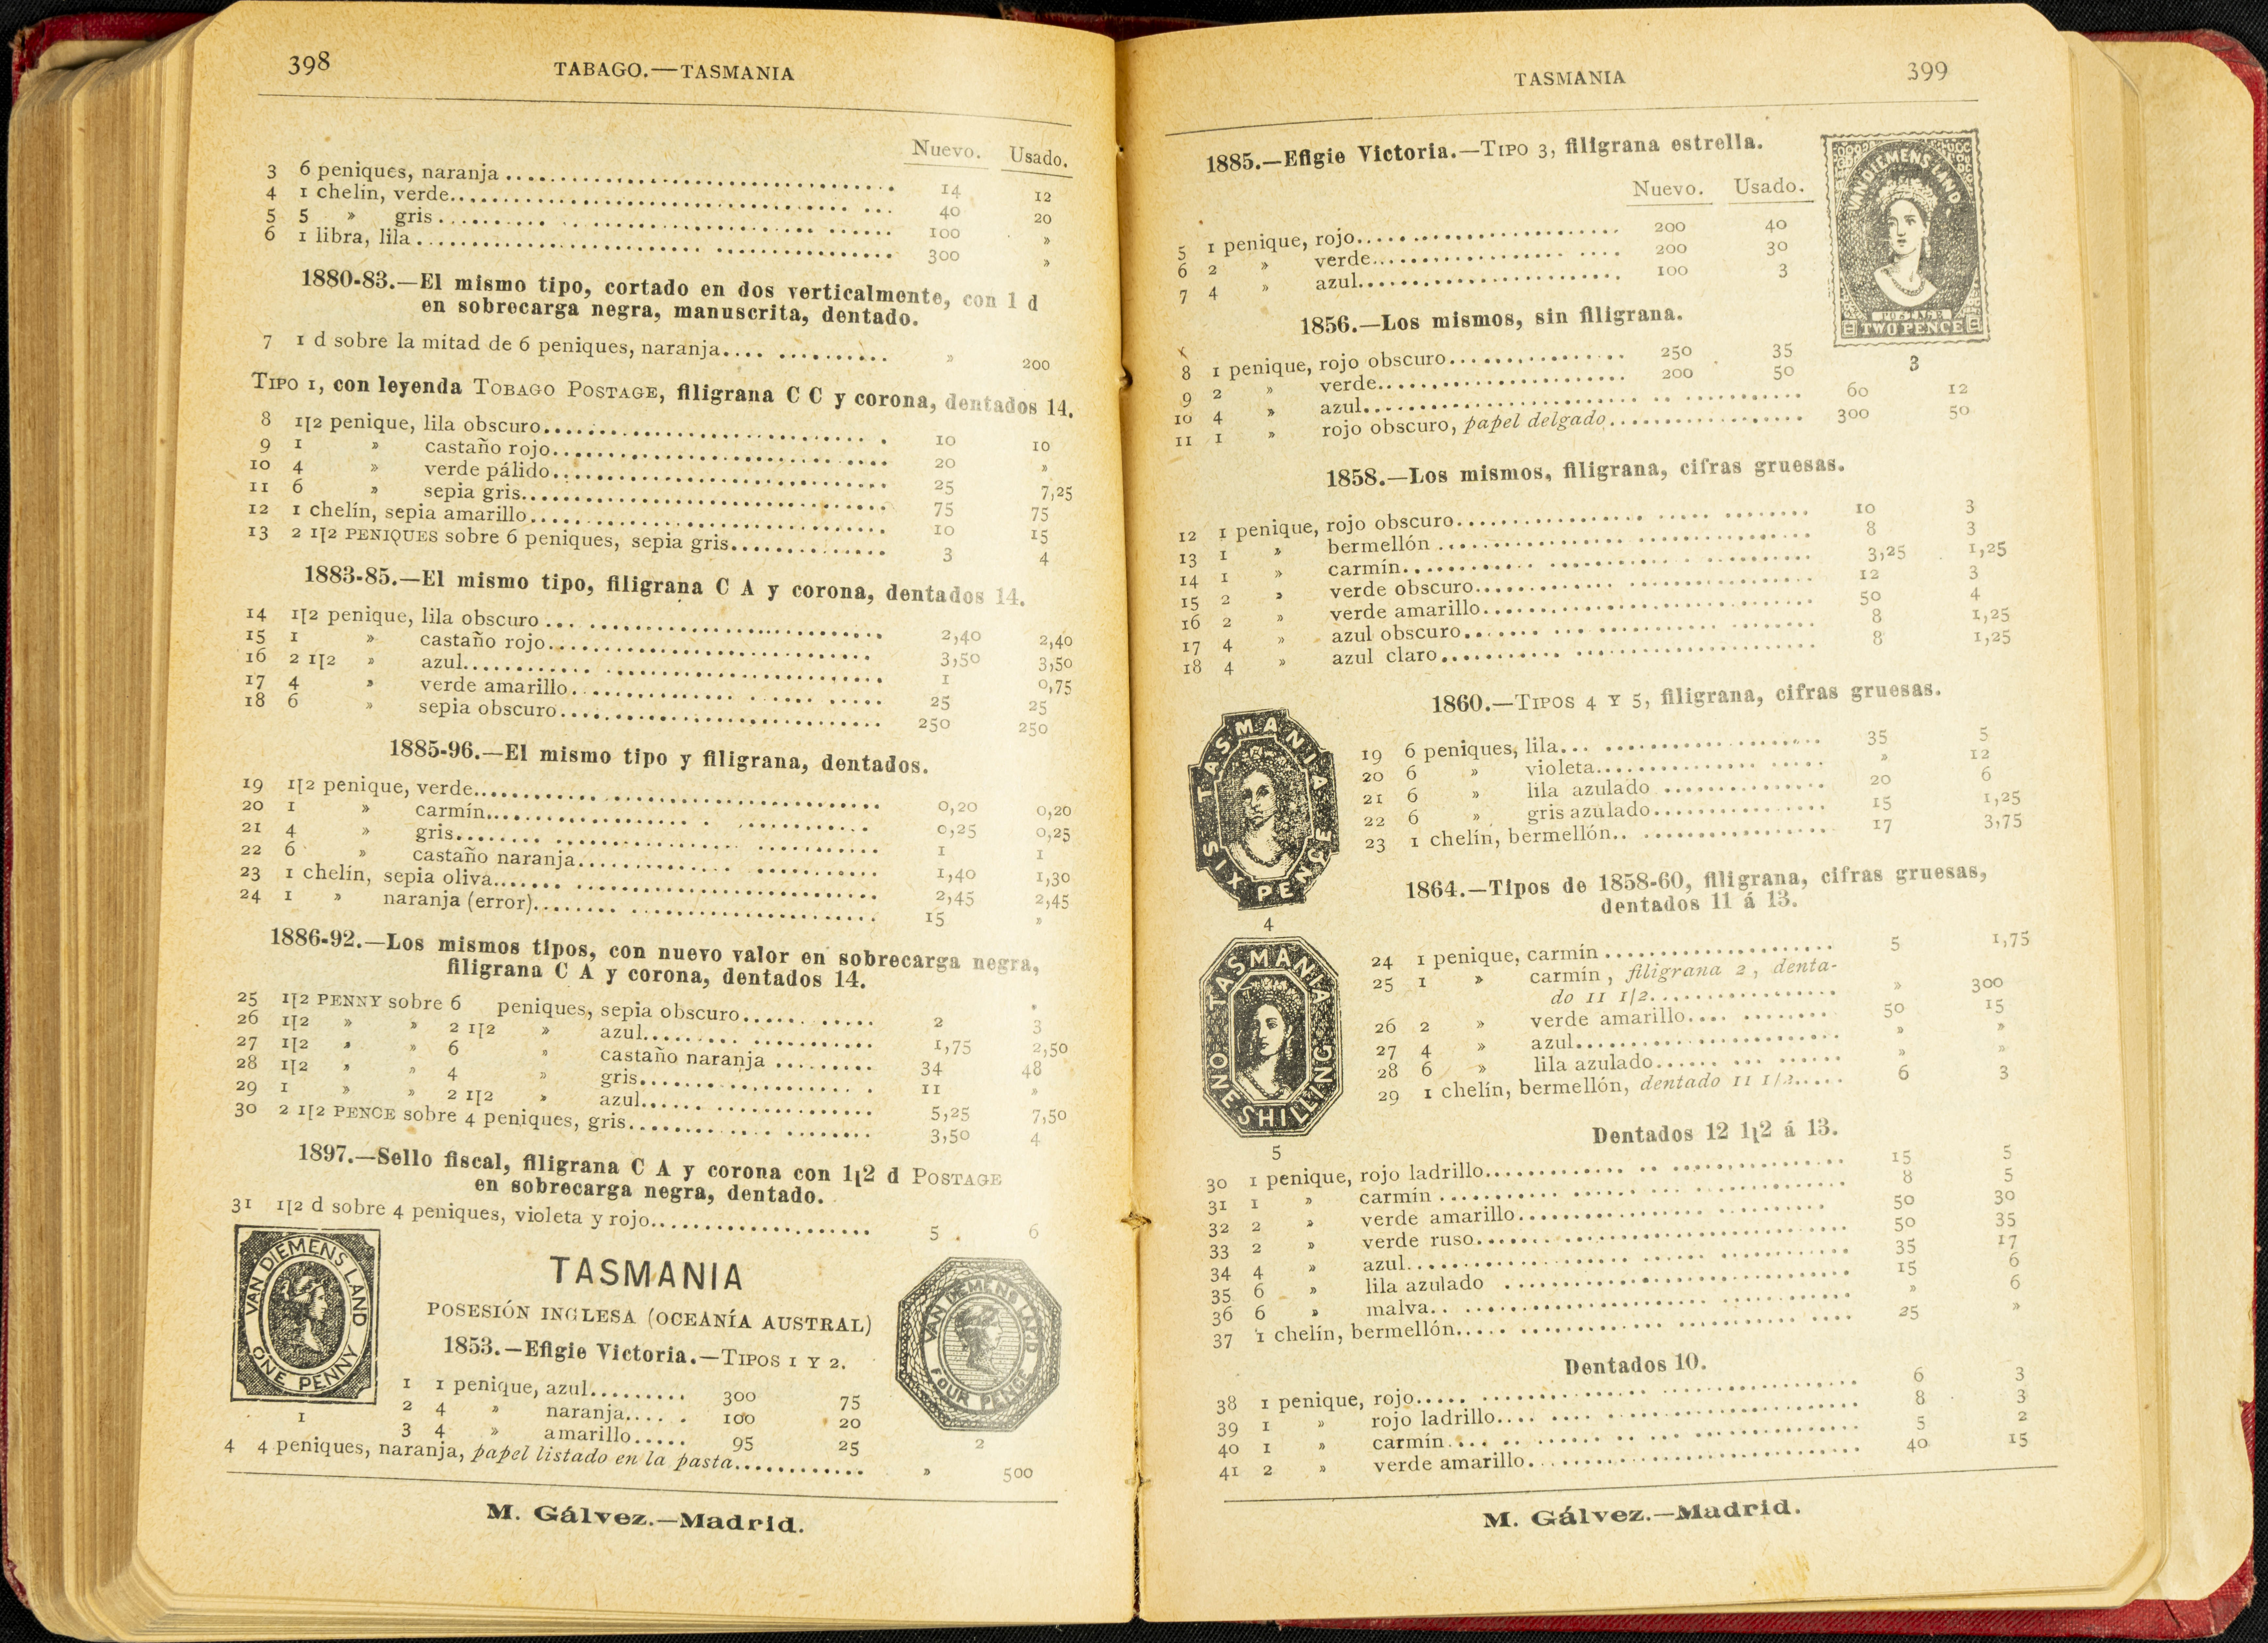 398
TABAGO.—TASMANIA
Nuevo. Usado.
3 6 peniques, naranja 14 12
4 1 chelín, verde 40 20
5 5 » gris 100 »
6 1 libra, lila 300 »
1880-83.—El mismo tipo, cortado en dos verticalmente, con 1 d
en sobrecarga negra, manuscrita, dentado.
7 1 d sobre la mitad de 6 peniques, naranja » 200
TIPO 1, con leyenda TOBAGO POSTAGE, filigrana C C y corona, dentados 14.
8 1|2 penique, lila obscuro 10 10
9 1 » castaño rojo 20 »
10 4 » verde pálido 25 7,25
11 6 » sepia gris 75 75
12 1 chelín, sepia amarillo 10 15
13 2 1|2 PENIQUES sobre 6 peniques, sepia gris 3 4
1883-85.—El mismo tipo, filigrana C A y corona, dentados 14.
14 1|2 penique, lila obscuro 2,40 2,40
15 1 » castaño rojo 3,50 3,50
16 2 1|2 » azul 1 0,75
17 4 » verde amarillo 25 25
18 6 » sepia obscuro 250 250
1885-96.—El mismo tipo y filigrana, dentados.
19 1|2 penique, verde 0,20 0,20
20 1 » carmín 0,25 0,25
21 4 » gris 1 1
22 6 » castaño naranja 1,40 1,30
23 1 chelín, sepia oliva 2,45 2,45
24 1 » naranja (error) 15 »
1886-92.—Los mismos tipos, con nuevo valor en sobrecarga negra,
filigrana C A y corona, dentados 14.
25 1|2 PENNY sobre 6 peniques, sepia obscuro 2 3
26 1|2 » » 2 1|2 » azul 1,75 2,50
27 1|2 » » 6 » castaño naranja 34 48
28 1|2 » » 4 » gris 11 »
29 1 » » 2 1|2 » azul 5,25 7,50
30 2 1|2 PENCE sobre 4 peniques, gris 3,50 4
1897.—Sello fiscal, filigrana C A y corona con 1|2 d POSTAGE
en sobrecarga negra, dentado.
31 1|2 d sobre 4 peniques, violeta y rojo 5 6
VAN DIEMENS LAND
ONE PENNY
1
TASMANIA
POSESIÓN INGLESA (OCEANÍA AUSTRAL)
1853.—Efigie Victoria.—TIPOS 1 Y 2.
VAN DIEMENS LAND
FOUR PENCE
2
1 1 penique, azul 300 75
2 4 » naranja 100 20
3 4 » amarillo 95 25
4 4 peniques, naranja, papel listado en la pasta » 500
M. Gálvez.—Madrid.
TASMANIA
399
1885.—Efigie Victoria.—TIPO 3, filigrana estrella.
Nuevo. Usado.
VAN DIEMENS LAND
POSTAGE
TWO PENCE
3
5 1 penique, rojo 200 40
6 2 » verde 200 30
7 4 » azul 100 3
1856.—Los mismos, sin filigrana.
8 1 penique, rojo obscuro 250 35
9 2 » verde 200 50
10 4 » azul 60 12
11 1 » rojo obscuro, papel delgado 300 50
1858.—Los mismos, filigrana, cifras gruesas.
12 1 penique, rojo obscuro 10 3
13 1 » bermellón 8 3
14 1 » carmín 3,25 1,25
15 2 » verde obscuro 12 3
16 2 » verde amarillo 50 4
17 4 » azul obscuro 8 1,25
18 4 » azul claro 8 1,25
1860.—TIPOS 4 Y 5, filigrana, cifras gruesas.
TASMANIA
SIX PENCE
4
19 6 peniques, lila 35 5
20 6 » violeta » 12
21 6 » lila azulado 20 6
22 6 » gris azulado 15 1,25
23 1 chelín, bermellón 17 3,75
1864.—Tipos de 1858-60, filigrana, cifras gruesas,
dentados 11 á 13.
TASMANIA
ONE SHILLING
5
24 1 penique, carmín 5 1,75
25 1 » carmín, filigrana 2, denta-
do 11 1/2 » 300
26 2 » verde amarillo 50 15
27 4 » azul » »
28 6 » lila azulado » »
29 1 chelín, bermellón, dentado 11 1/2 6 3
Dentados 12 1|2 á 13.
30 1 penique, rojo ladrillo 15 5
31 1 » carmín 8 5
32 2 » verde amarillo 50 30
33 2 » verde ruso 50 35
34 4 » azul 35 17
35 6 » lila azulado 15 6
36 6 » malva » 6
37 1 chelín, bermellón 25 »
Dentados 10.
38 1 penique, rojo 6 3
39 1 » rojo ladrillo 8 3
40 1 » carmín 5 2
41 2 » verde amarillo 40 15
M. Gálvez.—Madrid.